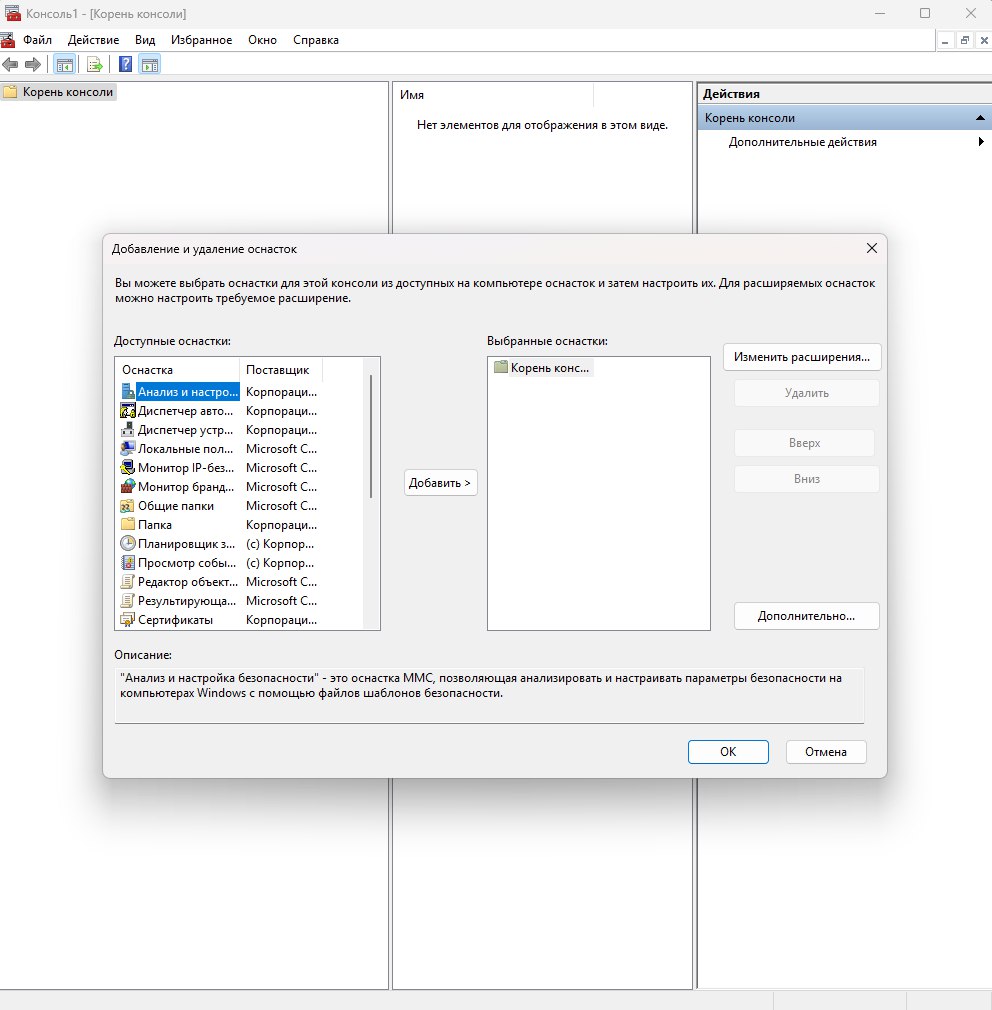 Консоль1 - [Корень консоли]
Файл Действие Вид Избранное Окно Справка
Корень консоли
Имя
Нет элементов для отображения в этом виде.
Действия
Корень консоли
Дополнительные действия
Добавление и удаление оснасток
Вы можете выбрать оснастки для этой консоли из доступных на компьютере оснасток и затем настроить их. Для расширяемых оснасток
можно настроить требуемое расширение.
Доступные оснастки:
Оснастка Поставщик
Анализ и настро... Корпораци...
Диспетчер авто... Корпораци...
Диспетчер устр... Корпораци...
Локальные пол... Microsoft C...
Монитор IP-без... Microsoft C...
Монитор бранд... Microsoft C...
Общие папки Microsoft C...
Папка Корпораци...
Планировщик з... (c) Корпор...
Просмотр собы... (c) Корпор...
Редактор объект... Microsoft C...
Результирующа... Microsoft C...
Сертификаты Корпораци...
Добавить >
Выбранные оснастки:
Корень конс...
Изменить расширения...
Удалить
Вверх
Вниз
Дополнительно...
Описание:
"Анализ и настройка безопасности" - это оснастка MMC, позволяющая анализировать и настраивать параметры безопасности на
компьютерах Windows с помощью файлов шаблонов безопасности.
ОК Отмена